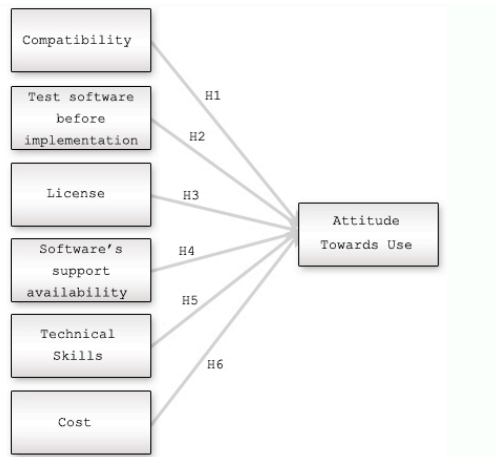 Compatibility
H1
Test software
before
implementation
H2
License
H3
Attitude
Towards Use
Software's
support
availability
H4
Technical
Skills
H5
Cost
H6